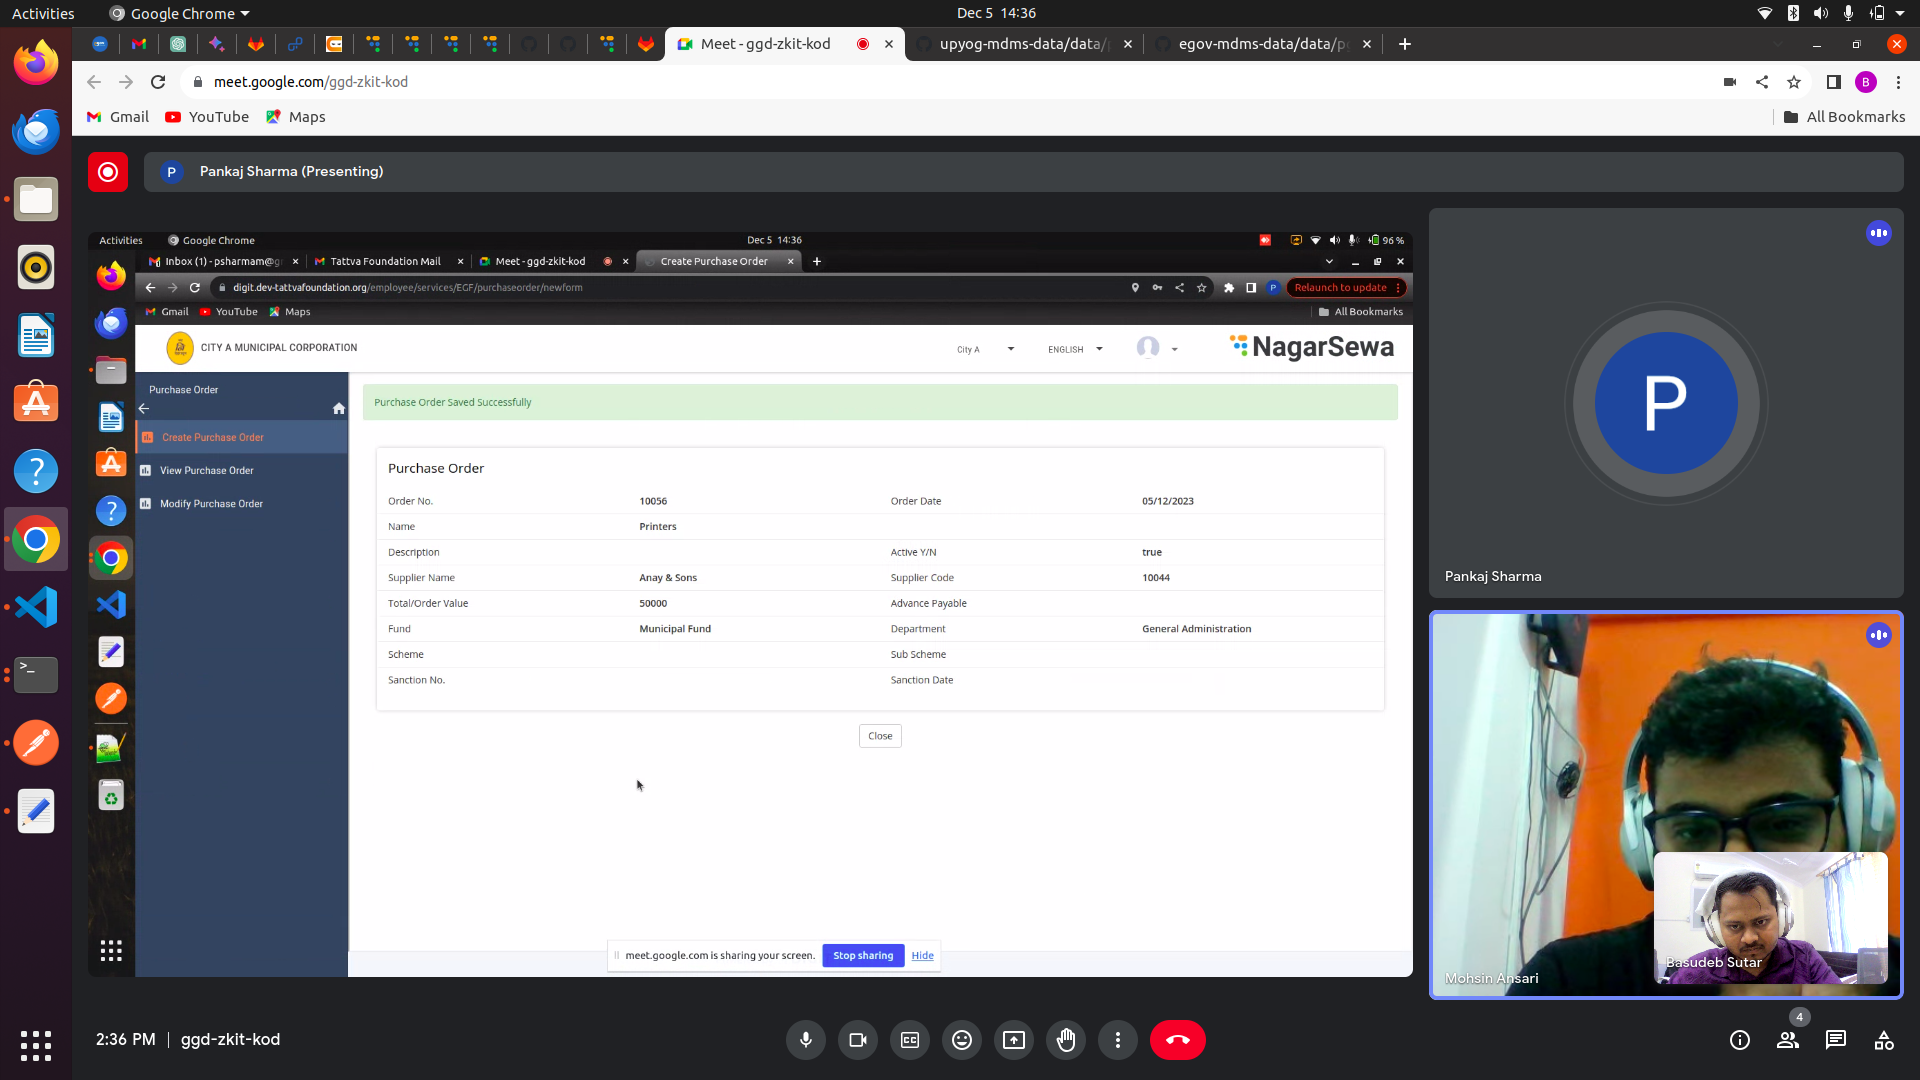 Activities Google Chrome Dec 5 14:36
Meet - ggd-zkit-kod upyog-mdms-data/data/ egov-mdms-data/data/p
meet.google.com/ggd-zkit-kod B
Gmail YouTube Maps All Bookmarks
P Pankaj Sharma (Presenting)
Activities Google Chrome Dec 5 14:36 96 %
Inbox (1) - psharmam@g Tattva Foundation Mail Meet - ggd-zkit-kod Create Purchase Order
digit.dev-tattvafoundation.org/employee/services/EGF/purchaseorder/newform P Relaunch to update
Gmail YouTube Maps All Bookmarks
CITY A MUNICIPAL CORPORATION City A ENGLISH NagarSewa
Purchase Order
Create Purchase Order
View Purchase Order
Modify Purchase Order
Purchase Order Saved Successfully
Purchase Order
Order No. 10056 Order Date 05/12/2023
Name Printers
Description Active Y/N true
Supplier Name Anay & Sons Supplier Code 10044
Total/Order Value 50000 Advance Payable
Fund Municipal Fund Department General Administration
Scheme Sub Scheme
Sanction No. Sanction Date
Close
meet.google.com is sharing your screen. Stop sharing Hide
P
Pankaj Sharma
Basudeb Sutar
Mohsin Ansari
2:36 PM | ggd-zkit-kod
4